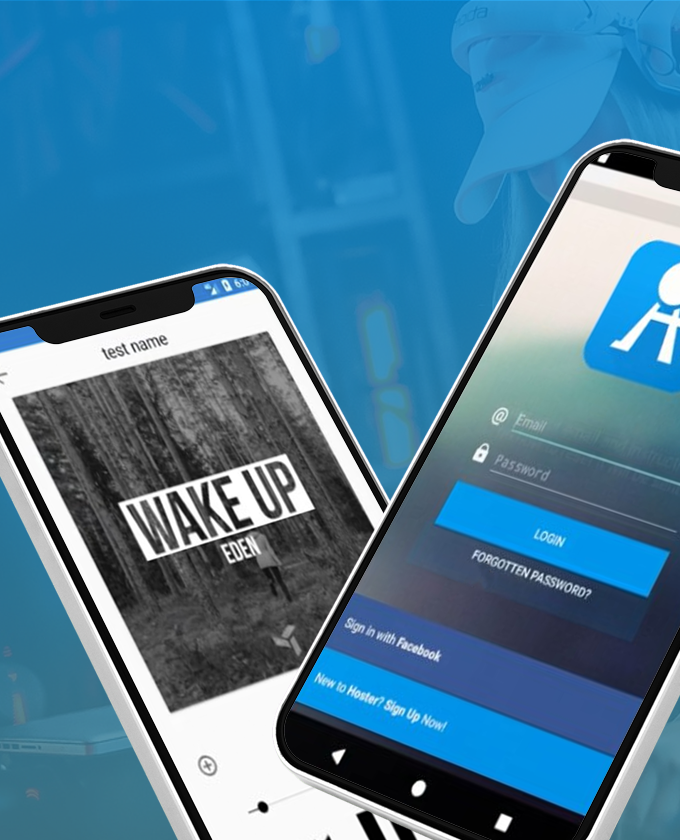 test name
WAKE UP
EDEN
@ Email
Password
LOGIN
FORGOTTEN PASSWORD?
Sign in with Facebook
New to Hoster? Sign Up Now!